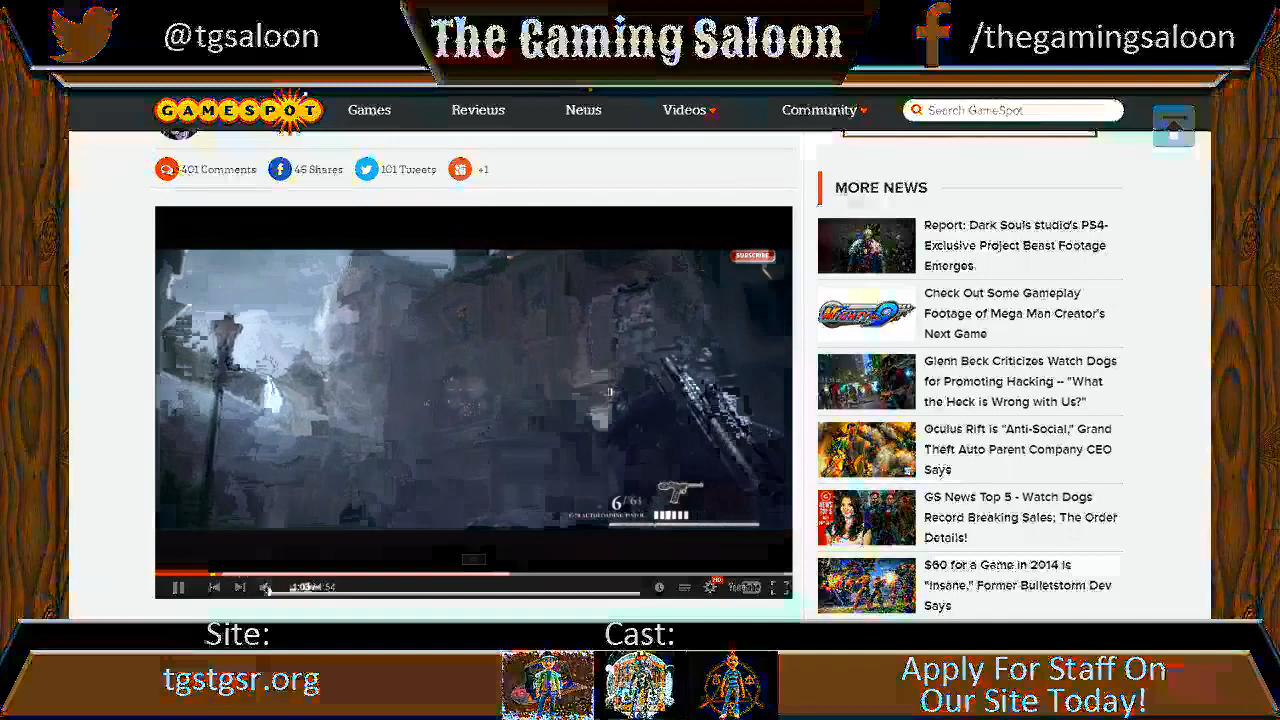 @tgsaloon
The Gaming Saloon
/thegamingsaloon
GAMESPOT
Games
Reviews
News
Videos
Community
Search GameSpot
401 Comments
46 Shares
101 Tweets
+1
SUBSCRIBE
6/63
HD
MORE NEWS
Report: Dark Souls studio's PS4-
Exclusive Project Beast Footage
Emerges
Check Out Some Gameplay
Footage of Mega Man Creator's
Next Game
Glenn Beck Criticizes Watch Dogs
for Promoting Hacking -- "What
the Heck is Wrong with Us?"
Oculus Rift is "Anti-Social," Grand
Theft Auto Parent Company CEO
Says
GS News Top 5 - Watch Dogs
Record Breaking Sales; The Order
Details!
$60 for a Game in 2014 is
"Insane," Former Bulletstorm Dev
Says
Site:
tgstgsr.org
Cast:
Apply For Staff On
Our Site Today!